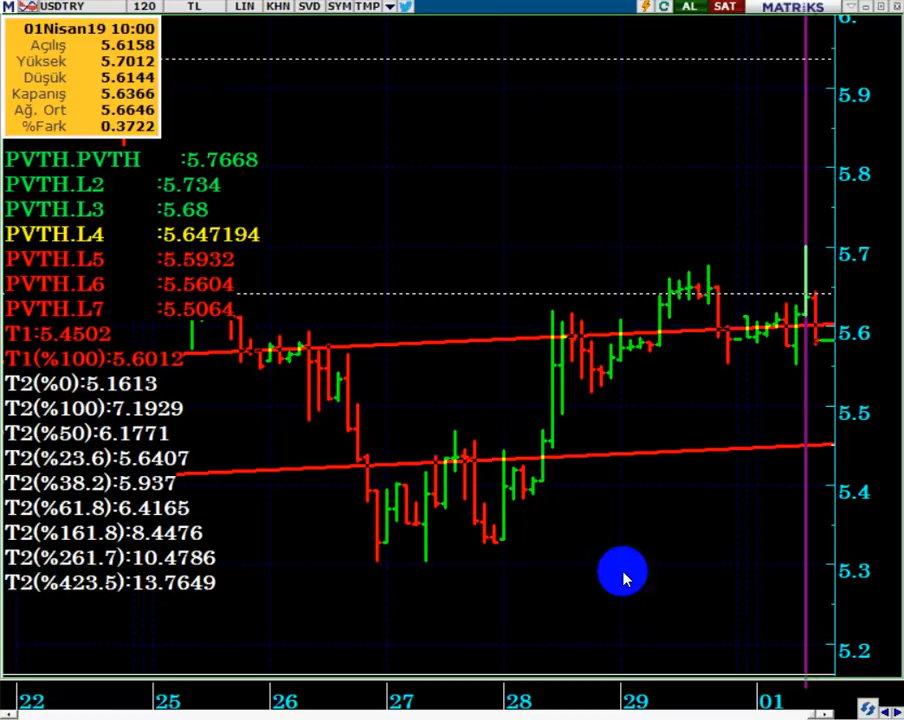 M USDTRY 120 TL LIN KHN SVD SYM TMP AL SAT MATRiKS
01Nisan19 10:00
Açılış 5.6158
Yüksek 5.7012
Düşük 5.6144
Kapanış 5.6366
Ağ. Ort 5.6646
%Fark 0.3722
PVTH.PVTH :5.7668
PVTH.L2 :5.734
PVTH.L3 :5.68
PVTH.L4 :5.647194
PVTH.L5 :5.5932
PVTH.L6 :5.5604
PVTH.L7 :5.5064
T1:5.4502
T1(%100):5.6012
T2(%0):5.1613
T2(%100):7.1929
T2(%50):6.1771
T2(%23.6):5.6407
T2(%38.2):5.937
T2(%61.8):6.4165
T2(%161.8):8.4476
T2(%261.7):10.4786
T2(%423.5):13.7649
5.9
5.8
5.7
5.6
5.5
5.4
5.3
5.2
22 25 26 27 28 29 01